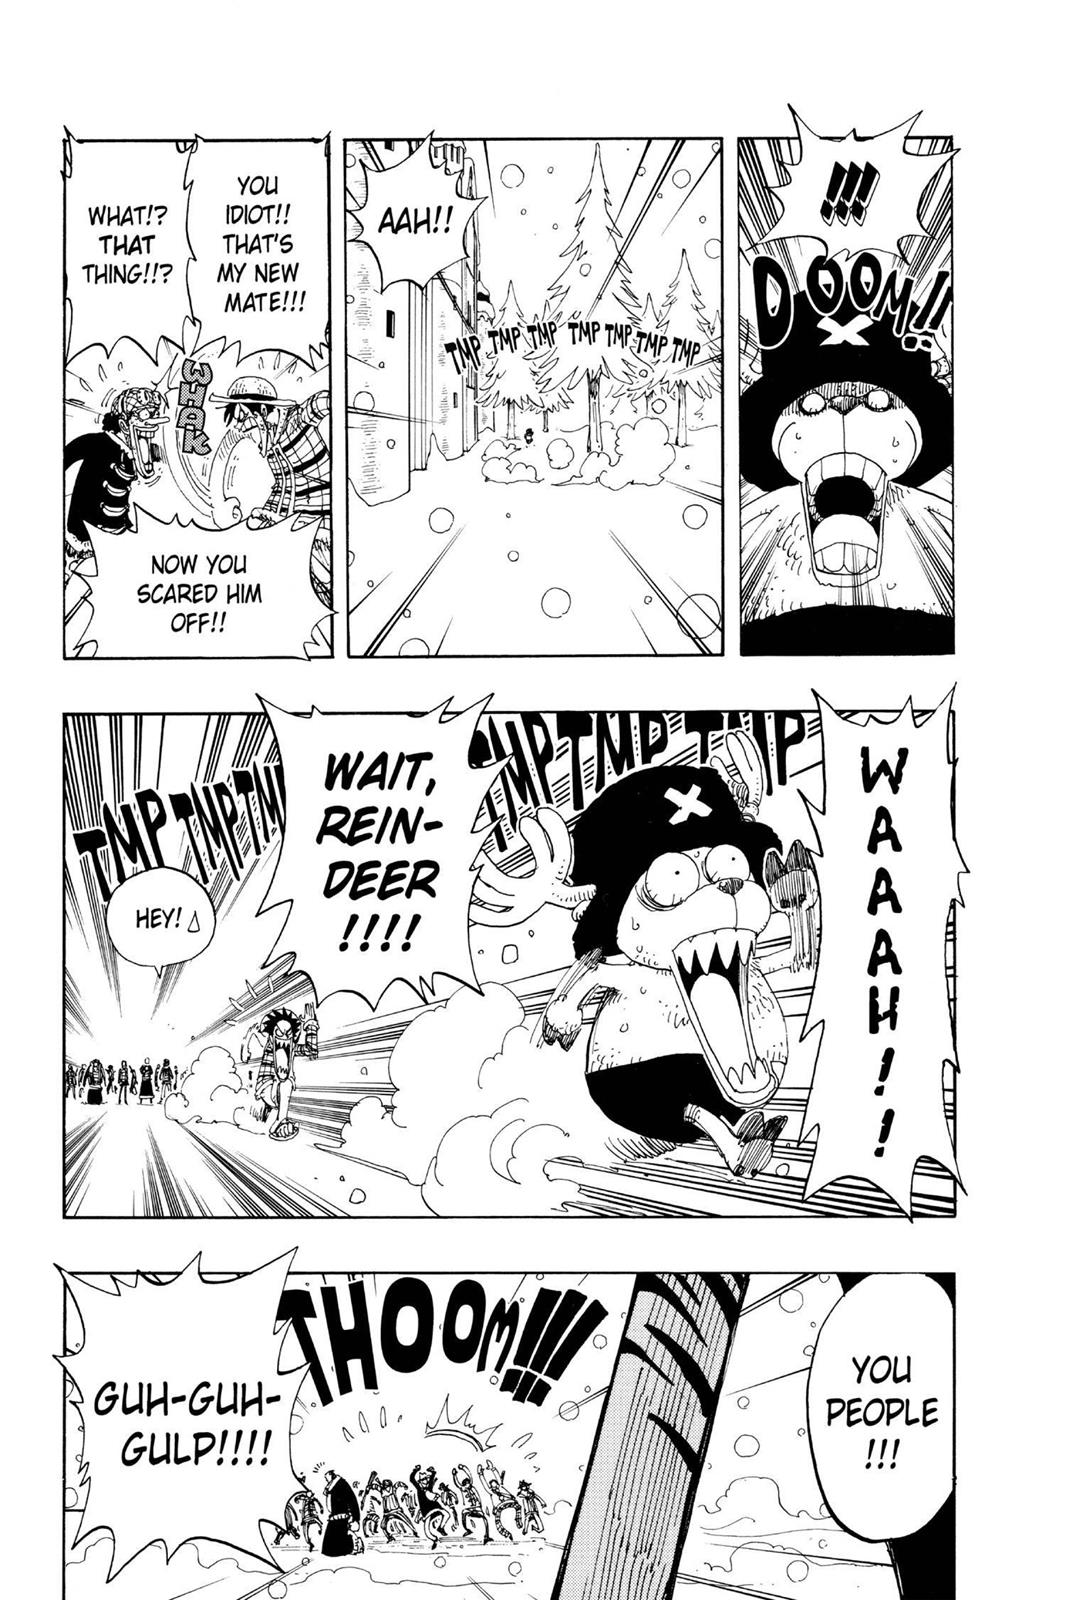 !!!
DOOM!!
AAH!!
TMP TMP TMP TMP TMP TMP TMP
YOU
IDIOT!!
THAT'S
MY NEW
MATE!!!
WHAT!?
THAT
THING!!?
WHAK
NOW YOU
SCARED HIM
OFF!!
WAAAH!!!
TMP TMP TMP
WAIT,
REIN-
DEER
!!!!
TMP TMP TM
HEY!
YOU
PEOPLE
!!!
THOOM!!!
GUH-GUH-
GULP!!!!